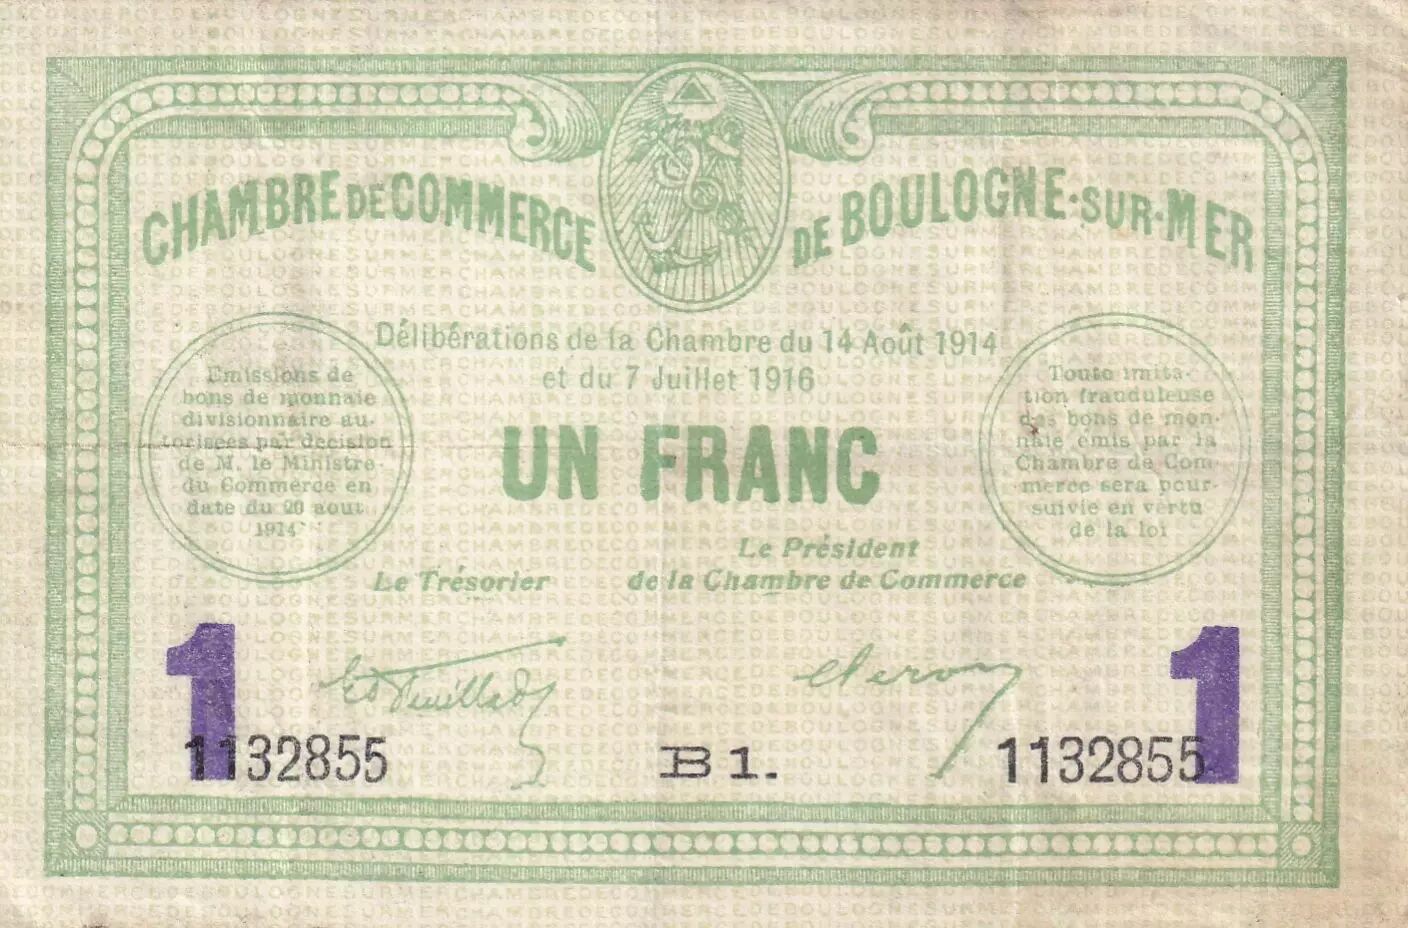 CHAMBRE DE COMMERCE DE BOULOGNE-SUR-MER
Délibérations de la Chambre du 14 Août 1914
et du 7 Juillet 1916
UN FRANC
Emissions de
bons de monnaie
divisionnaire au-
torisées par décision
de M. le Ministre
du Commerce en
date du 20 aout
1914
Toute imita-
tion frauduleuse
des bons de mon-
naie émis par la
Chambre de Com-
merce sera pour-
suivie en vertu
de la loi
Le Trésorier
Le Président
de la Chambre de Commerce
1
1
1132855
B 1.
1132855